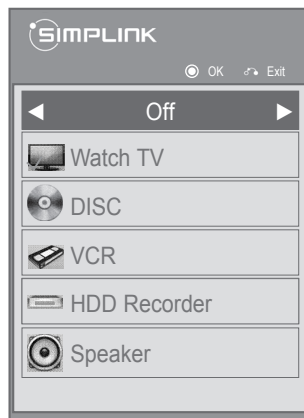 SIMPLINK
OK Exit
Off
Watch TV
DISC
VCR
HDD Recorder
Speaker